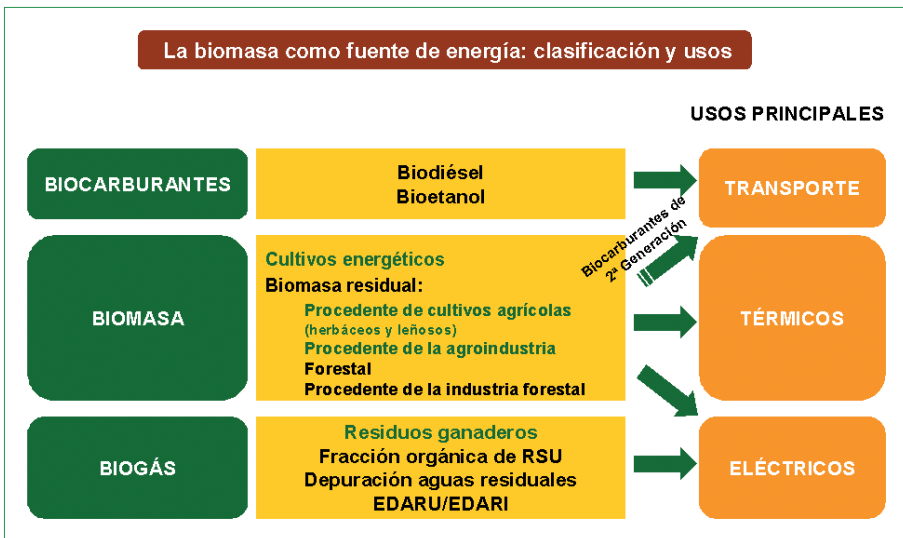 La biomasa como fuente de energía: clasificación y usos
USOS PRINCIPALES
BIOCARBURANTES
Biodiésel
Bioetanol
TRANSPORTE
Biocarburantes de
2ª Generación
BIOMASA
Cultivos energéticos
Biomasa residual:
Procedente de cultivos agrícolas
(herbáceos y leñosos)
Procedente de la agroindustria
Forestal
Procedente de la industria forestal
TÉRMICOS
BIOGÁS
Residuos ganaderos
Fracción orgánica de RSU
Depuración aguas residuales
EDARU/EDARI
ELÉCTRICOS